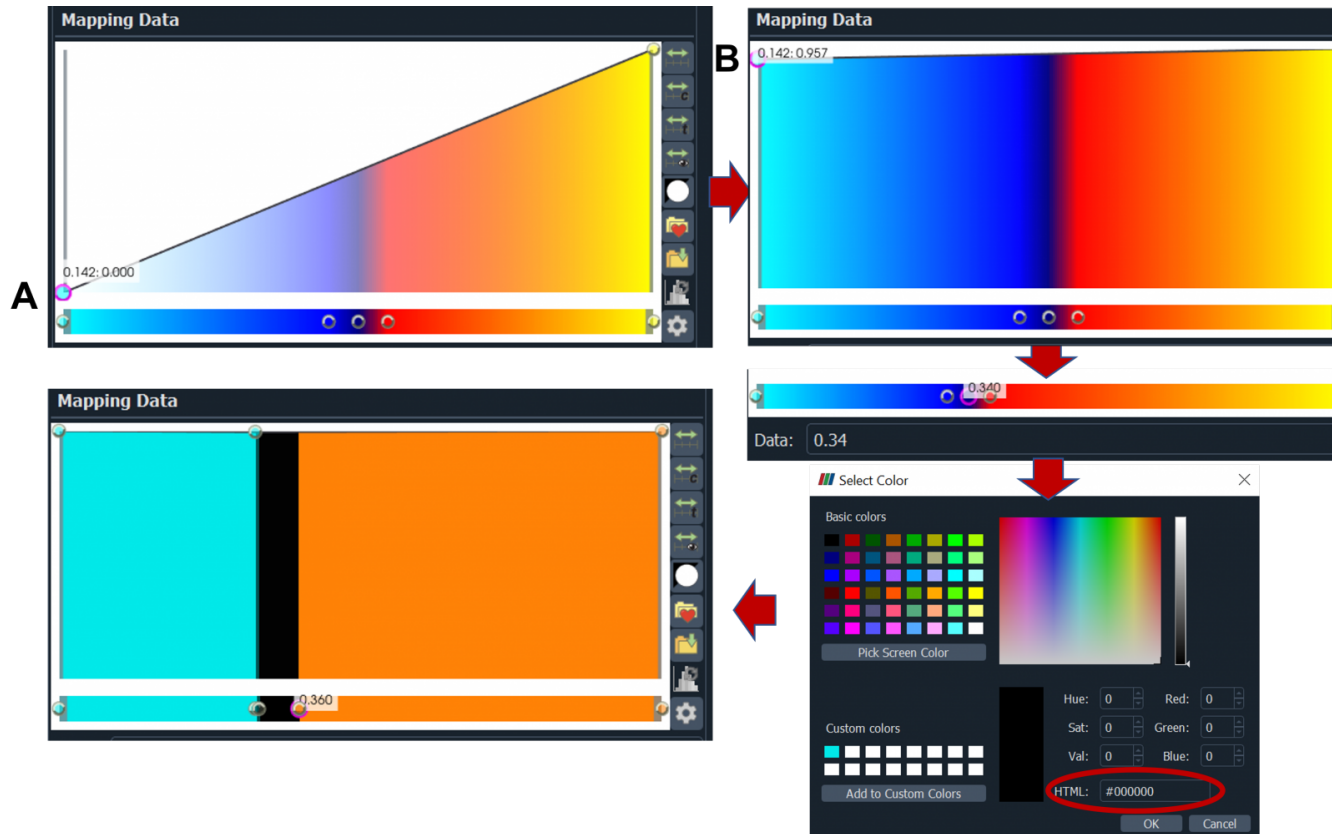 Mapping Data
0.142: 0.000
A
Mapping Data
B
0.142: 0.957
0.340
Data: 0.34
Select Color
Basic colors
Pick Screen Color
Custom colors
Add to Custom Colors
Hue: 0 Red: 0
Sat: 0 Green: 0
Val: 0 Blue: 0
HTML: #000000
OK Cancel
Mapping Data
0.360